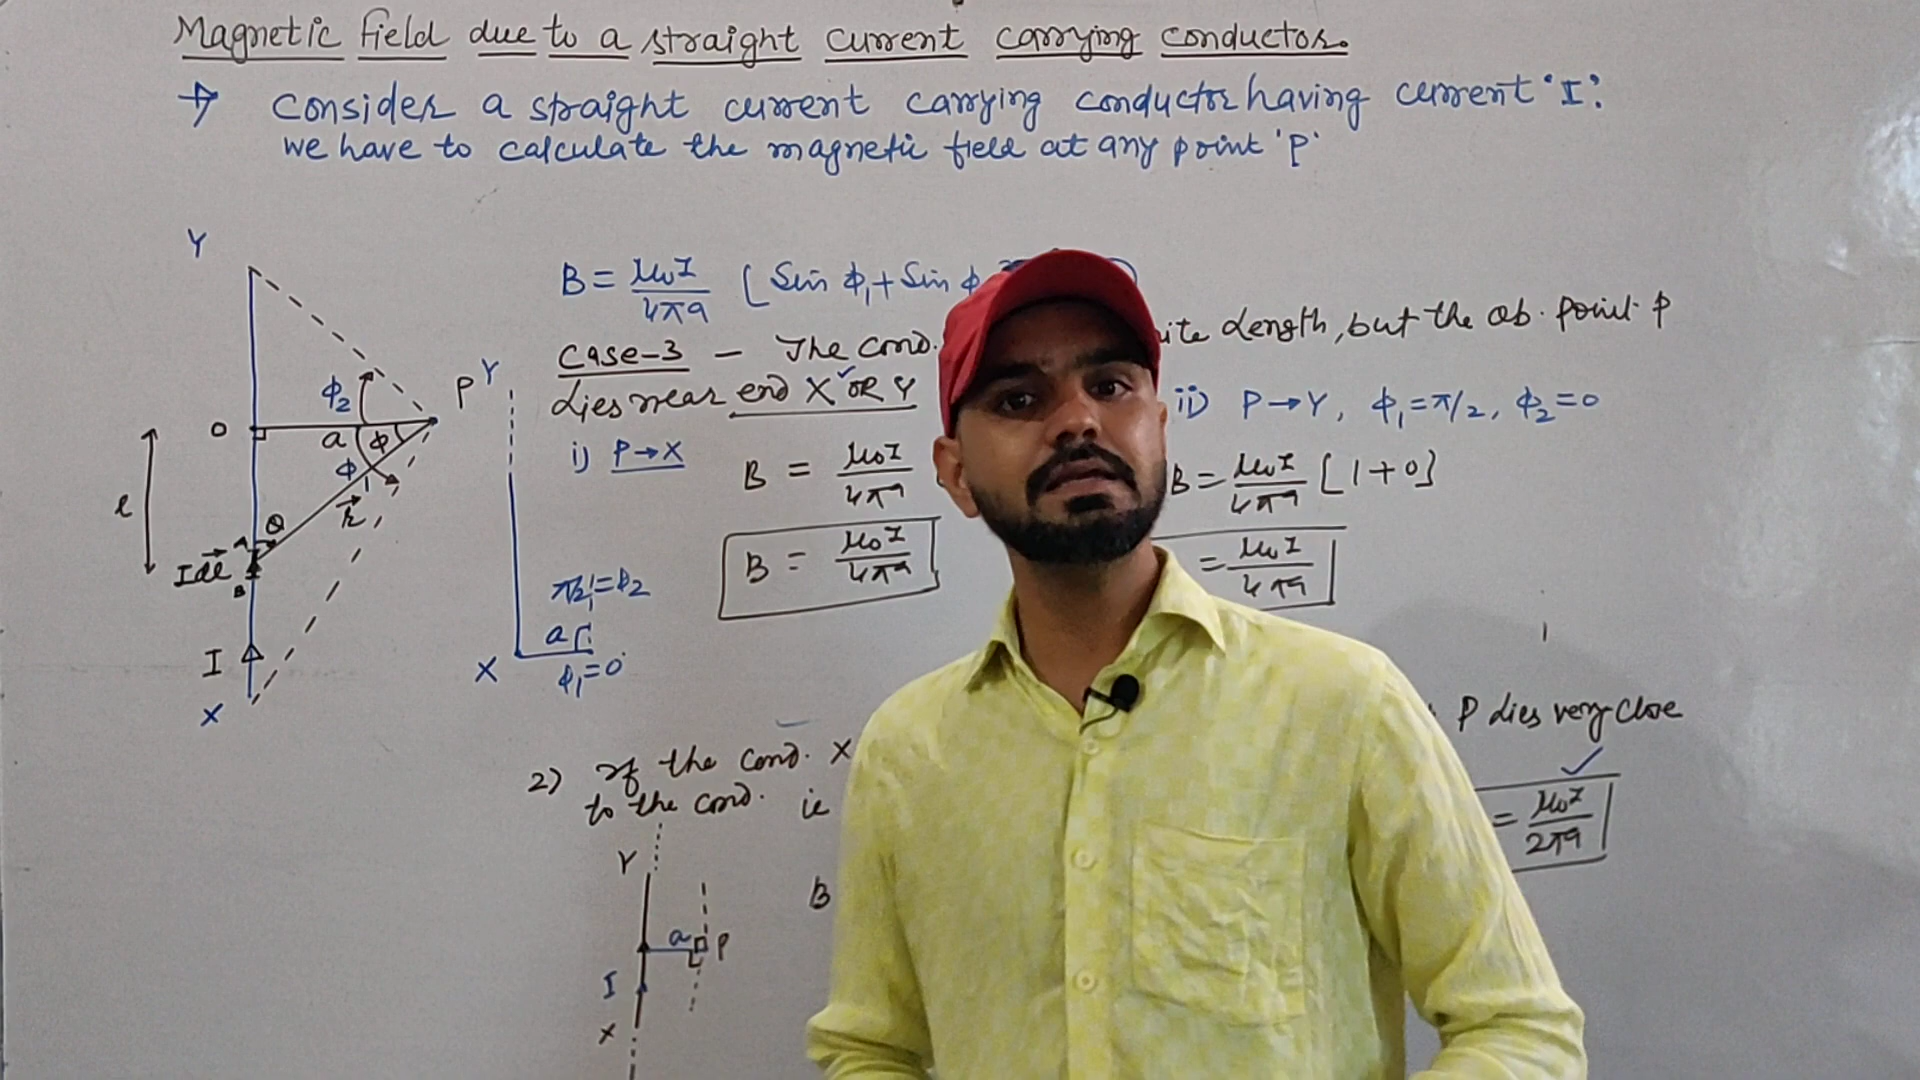 Magnetic field due to a straight current carrying conductor.
→ Consider a straight current carrying conductor having current 'I'.
we have to calculate the magnetic field at any point 'P'
Y
O
l
a
ϕ₂
ϕ
ϕ₁
P
θ
r⃗
A
Idl⃗
B
I
X
B = μ₀I/4πa [Sin ϕ₁ + Sin ϕ
Case-3 - The cond. Length, but the ob. point P
Lies near end X OR Y
Y
i) P→X
B = μ₀I/4πa
B = μ₀I/4πa
ii) P→Y, ϕ₁=π/2, ϕ₂=0
B = μ₀I/4πa [1+0]
= μ₀I/4πa
π/2 = ϕ₂
a
X
ϕ₁=0
2) If the cond. X P lies very close
to the cond. ie
B
= μ₀I/2πa
Y
a
P
I
X